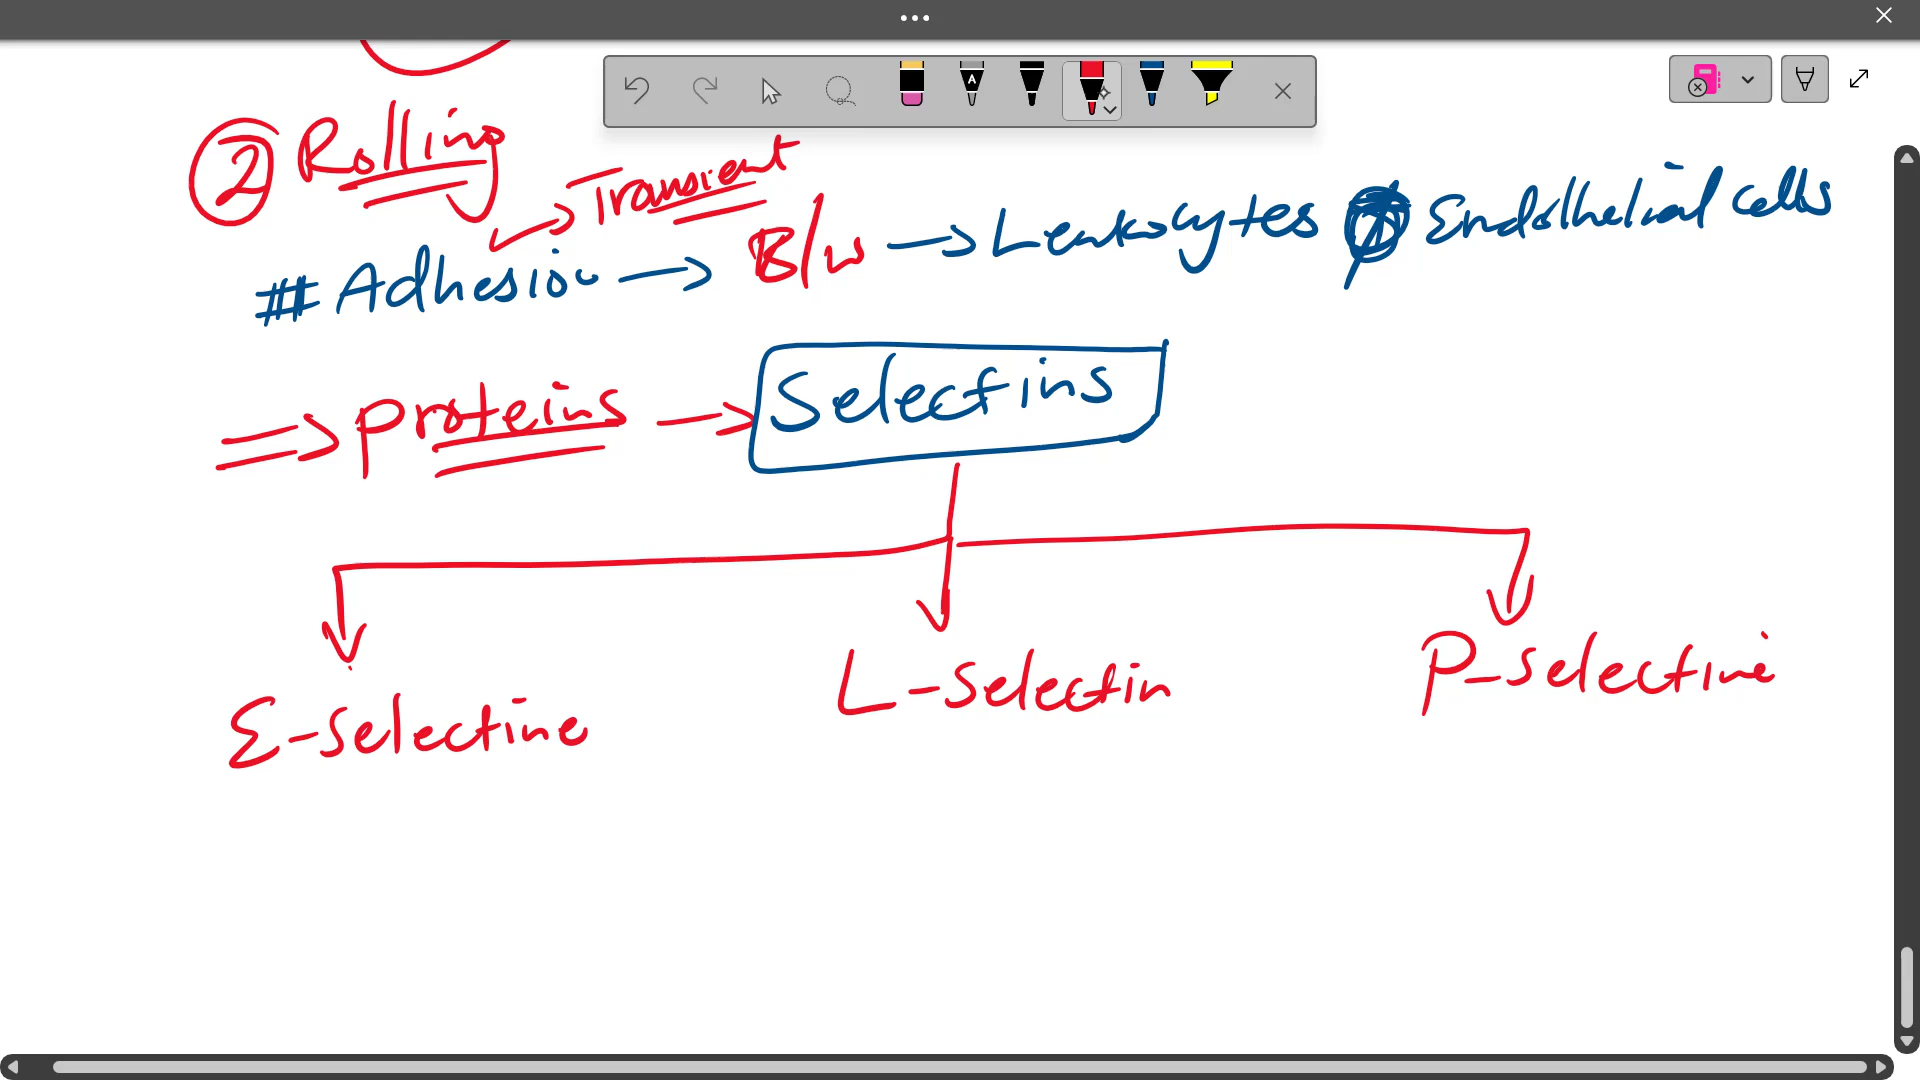 ② Rolling
→ Transient
# Adhesion → B/w → Leukocytes Endothelial cells
⇒ proteins → Selectins
E-selectine L-selectin P-selectine